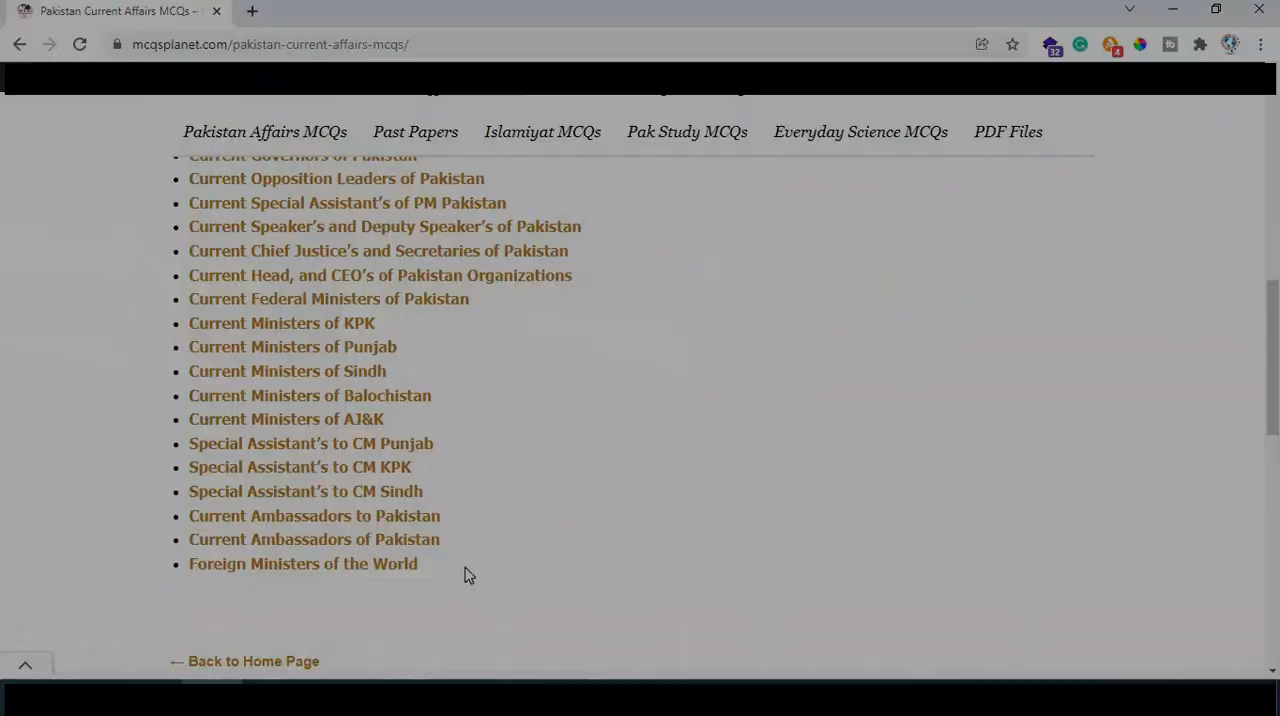 Pakistan Current Affairs MCQs –
mcqsplanet.com/pakistan-current-affairs-mcqs/
32
4
Pakistan Affairs MCQs Past Papers Islamiyat MCQs Pak Study MCQs Everyday Science MCQs PDF Files
Current Governors of Pakistan
Current Opposition Leaders of Pakistan
Current Special Assistant’s of PM Pakistan
Current Speaker’s and Deputy Speaker’s of Pakistan
Current Chief Justice’s and Secretaries of Pakistan
Current Head, and CEO’s of Pakistan Organizations
Current Federal Ministers of Pakistan
Current Ministers of KPK
Current Ministers of Punjab
Current Ministers of Sindh
Current Ministers of Balochistan
Current Ministers of AJ&K
Special Assistant’s to CM Punjab
Special Assistant’s to CM KPK
Special Assistant’s to CM Sindh
Current Ambassadors to Pakistan
Current Ambassadors of Pakistan
Foreign Ministers of the World
← Back to Home Page